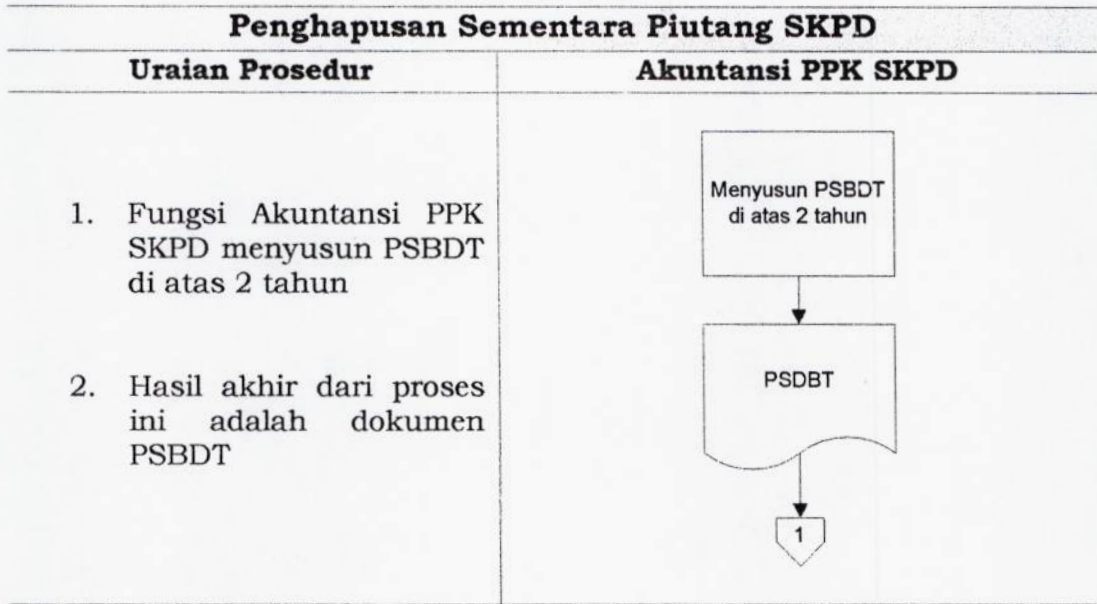 Penghapusan Sementara Piutang SKPD
Uraian Prosedur
Akuntansi PPK SKPD
1. Fungsi Akuntansi PPK
SKPD menyusun PSBDT
di atas 2 tahun
2. Hasil akhir dari proses
ini adalah dokumen
PSBDT
Menyusun PSBDT
di atas 2 tahun
PSDBT
1